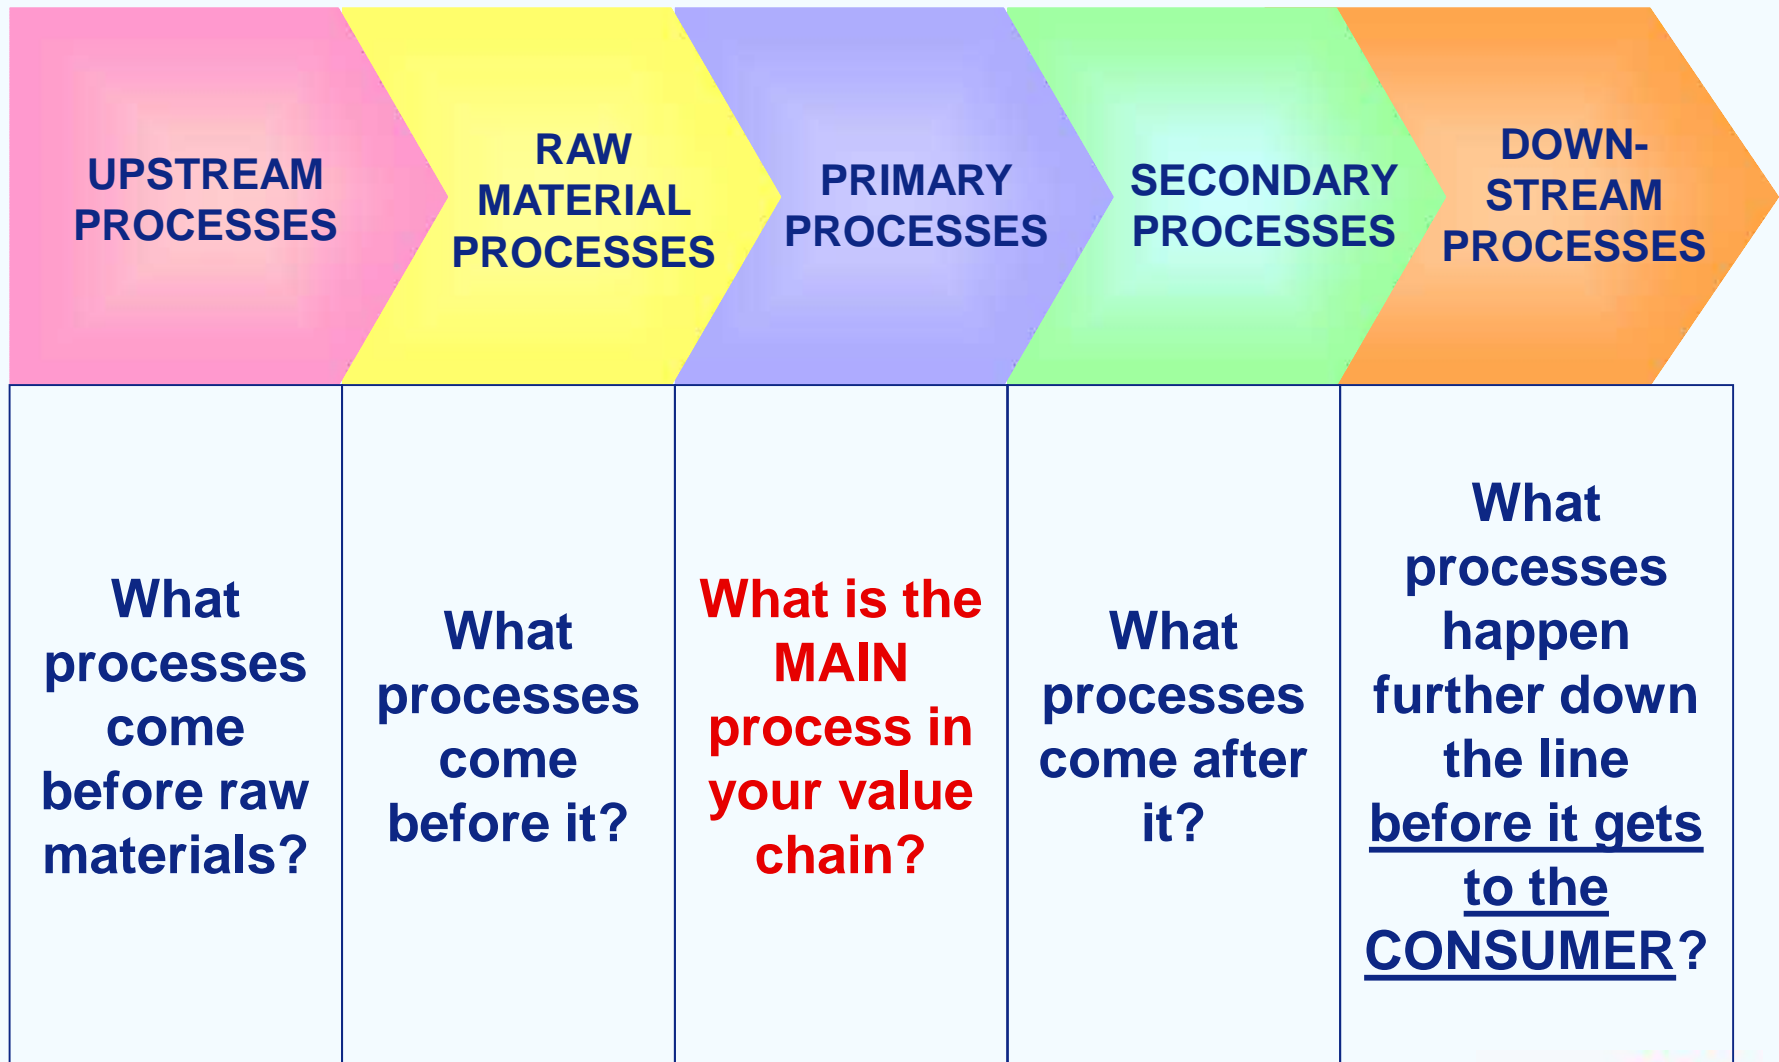 UPSTREAM
PROCESSES
RAW
MATERIAL
PROCESSES
PRIMARY
PROCESSES
SECONDARY
PROCESSES
DOWN-
STREAM
PROCESSES
What
processes
come
before raw
materials?
What
processes
come
before it?
What is the
MAIN
process in
your value
chain?
What
processes
come after
it?
What
processes
happen
further down
the line
before it gets
to the
CONSUMER?